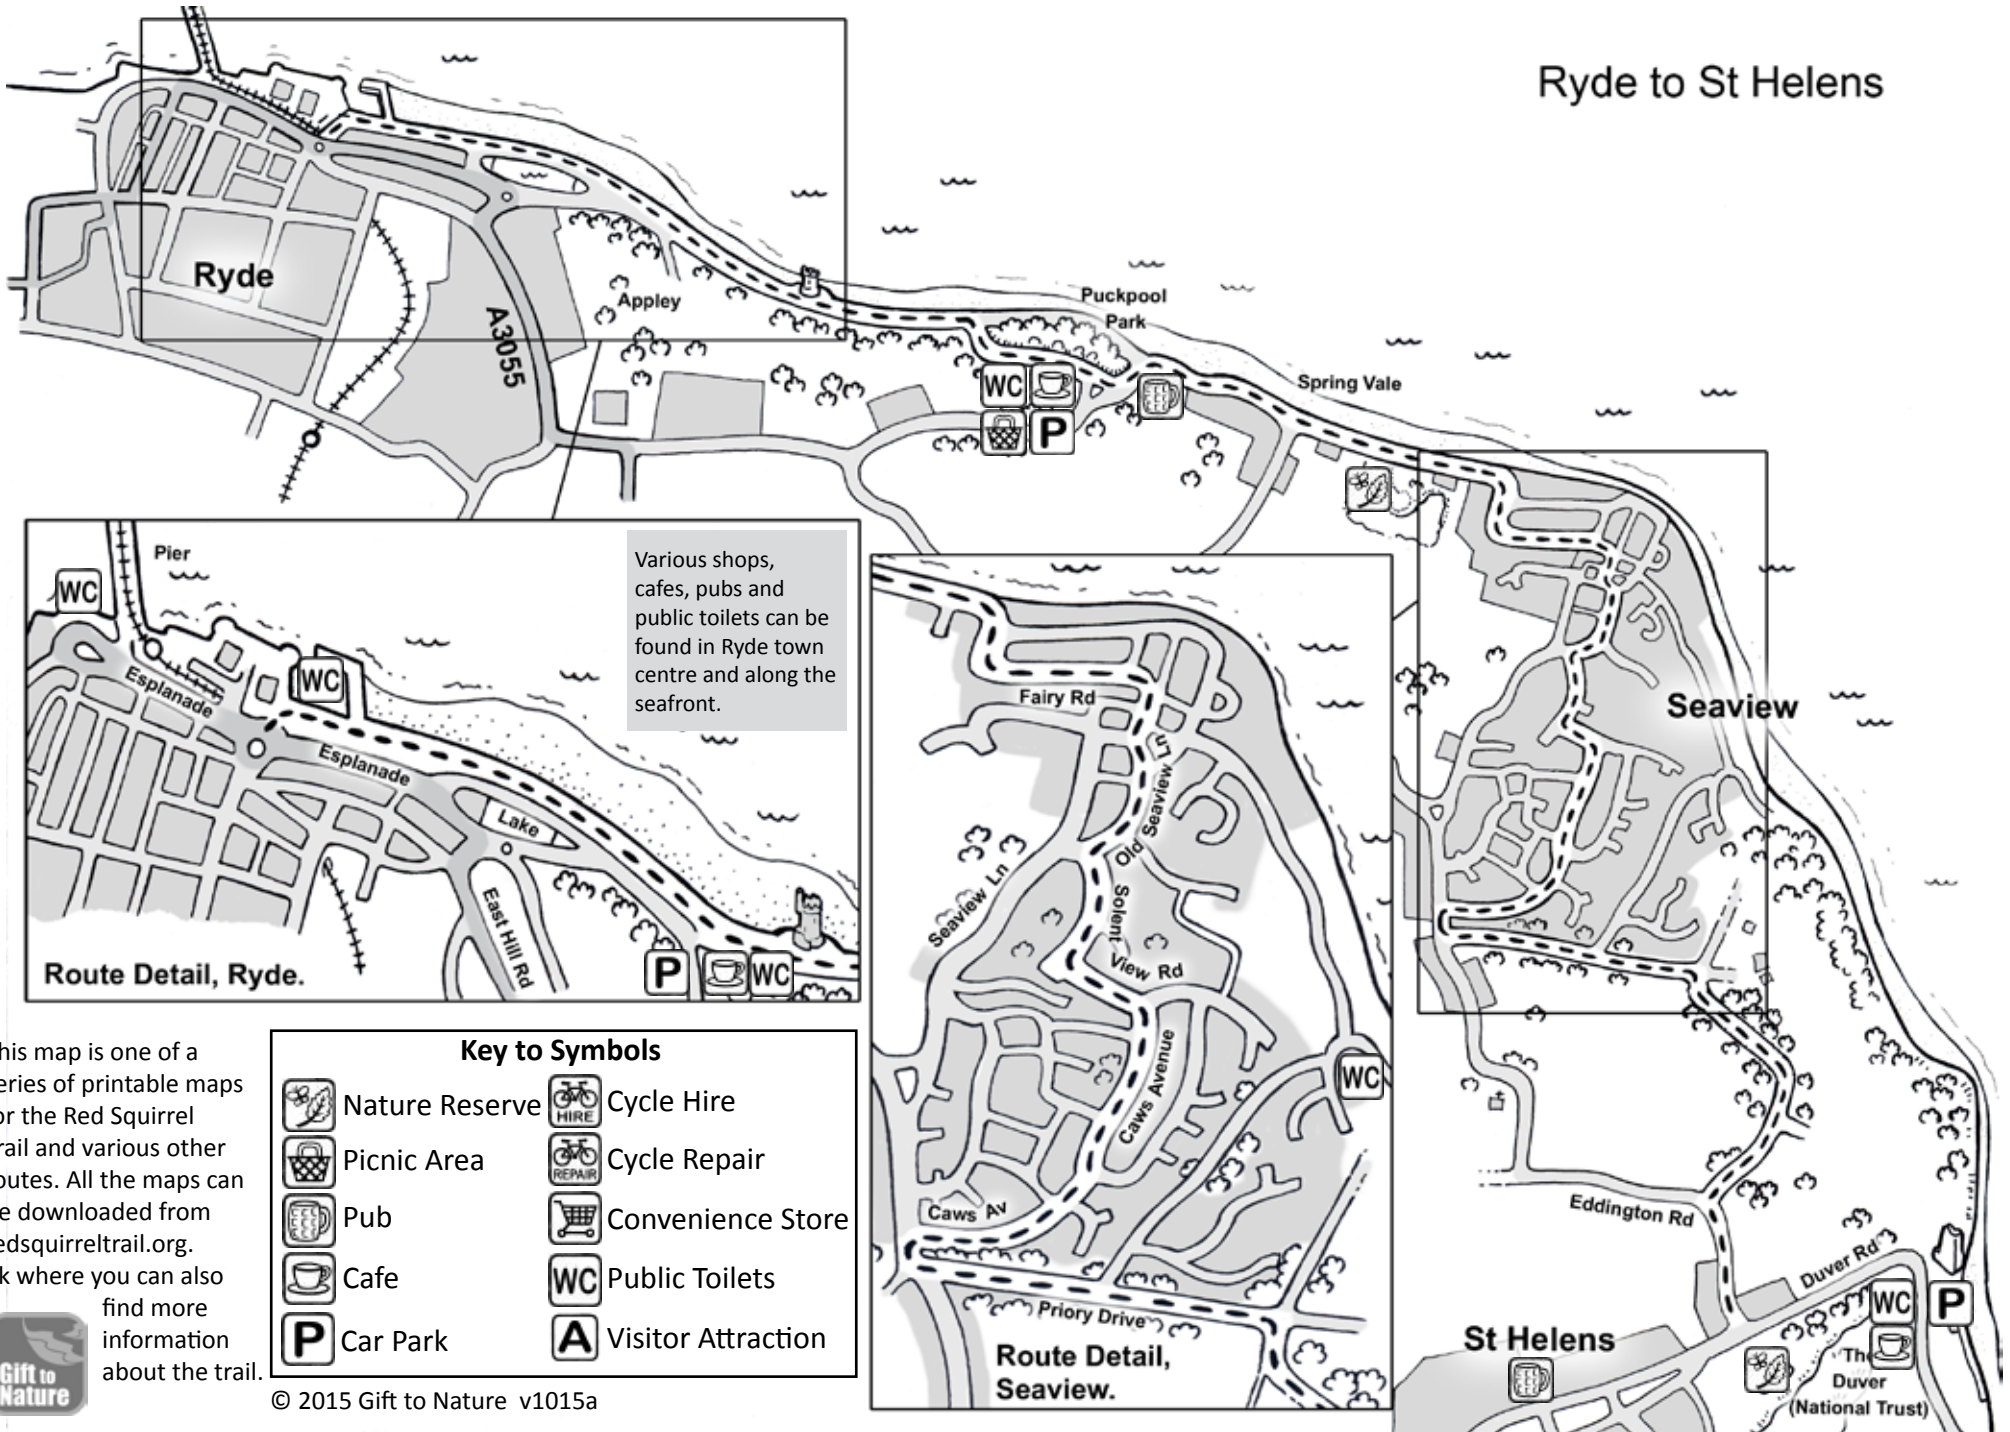 Ryde to St Helens
Ryde
Appley
A3055
Puckpool
Park
WC
P
Spring Vale
Seaview
Pier
WC
WC
Esplanade
Esplanade
Lake
East Hill Rd
P
WC
Route Detail, Ryde.
Various shops,
cafes, pubs and
public toilets can be
found in Ryde town
centre and along the
seafront.
Fairy Rd
Old Seaview Ln
Seaview Ln
Solent
View Rd
Caws Avenue
WC
Caws Av
Priory Drive
Route Detail,
Seaview.
Eddington Rd
Duver Rd
WC
P
St Helens
The
Duver
(National Trust)
his map is one of a
eries of printable maps
or the Red Squirrel
rail and various other
outes. All the maps can
e downloaded from
edsquirreltrail.org.
k where you can also
find more
information
about the trail.
Gift to
Nature
Key to Symbols
Nature Reserve
HIRE Cycle Hire
Picnic Area
REPAIR Cycle Repair
Pub
Convenience Store
Cafe
WC Public Toilets
P Car Park
A Visitor Attraction
© 2015 Gift to Nature v1015a